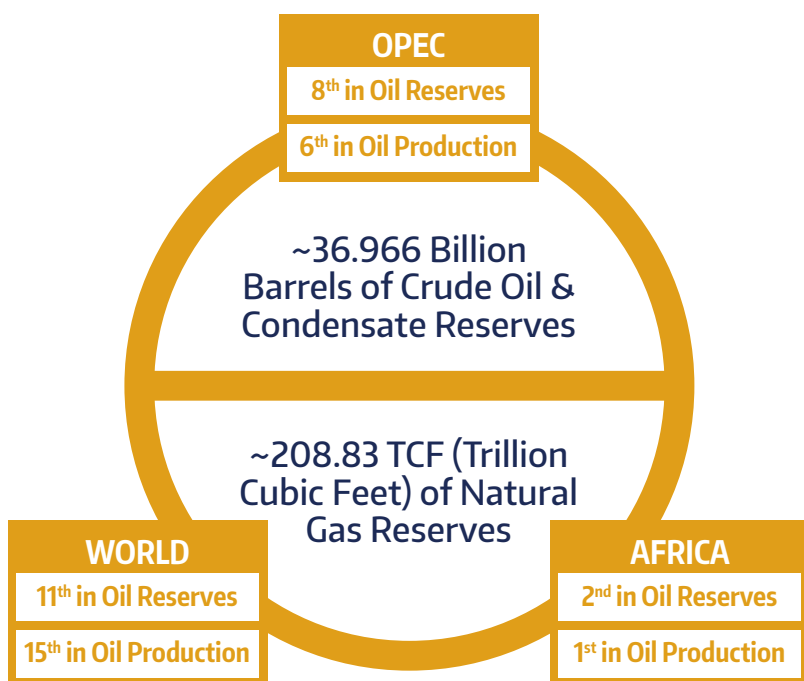 OPEC
8th in Oil Reserves
6th in Oil Production
~36.966 Billion
Barrels of Crude Oil &
Condensate Reserves
~208.83 TCF (Trillion
Cubic Feet) of Natural
Gas Reserves
WORLD
11th in Oil Reserves
15th in Oil Production
AFRICA
2nd in Oil Reserves
1st in Oil Production